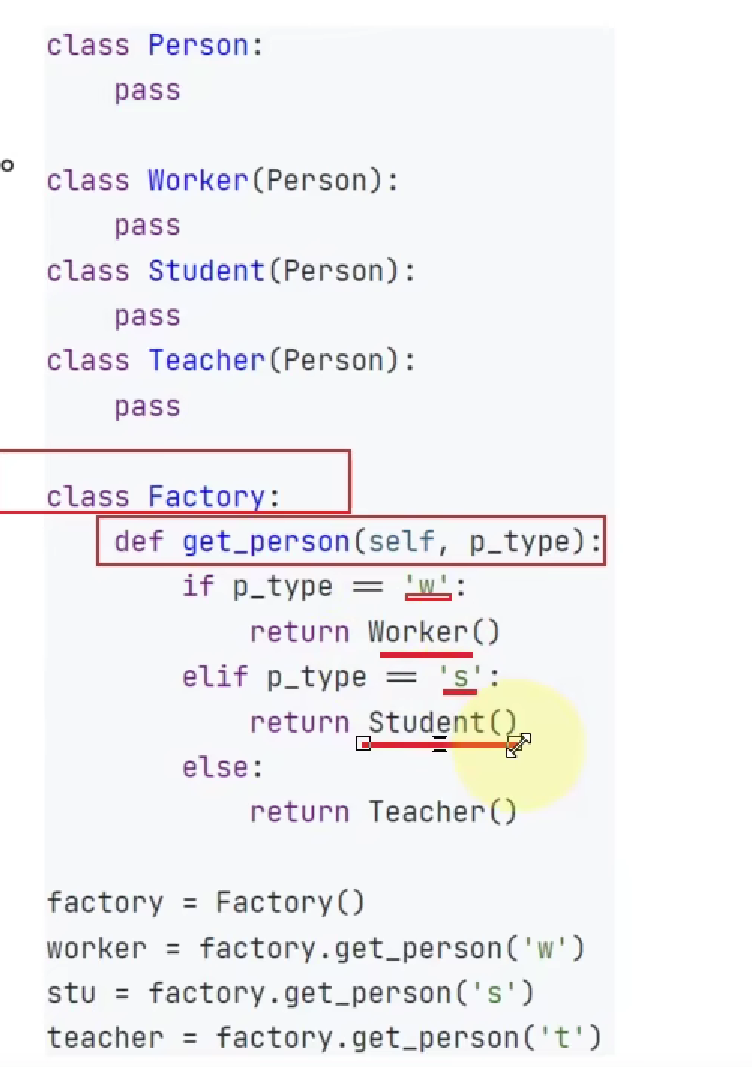 class Person:
    pass
class Worker(Person):
    pass
class Student(Person):
    pass
class Teacher(Person):
    pass
class Factory:
    def get_person(self, p_type):
        if p_type == 'w':
            return Worker()
        elif p_type == 's':
            return Student()
        else:
            return Teacher()
factory = Factory()
worker = factory.get_person('w')
stu = factory.get_person('s')
teacher = factory.get_person('t')